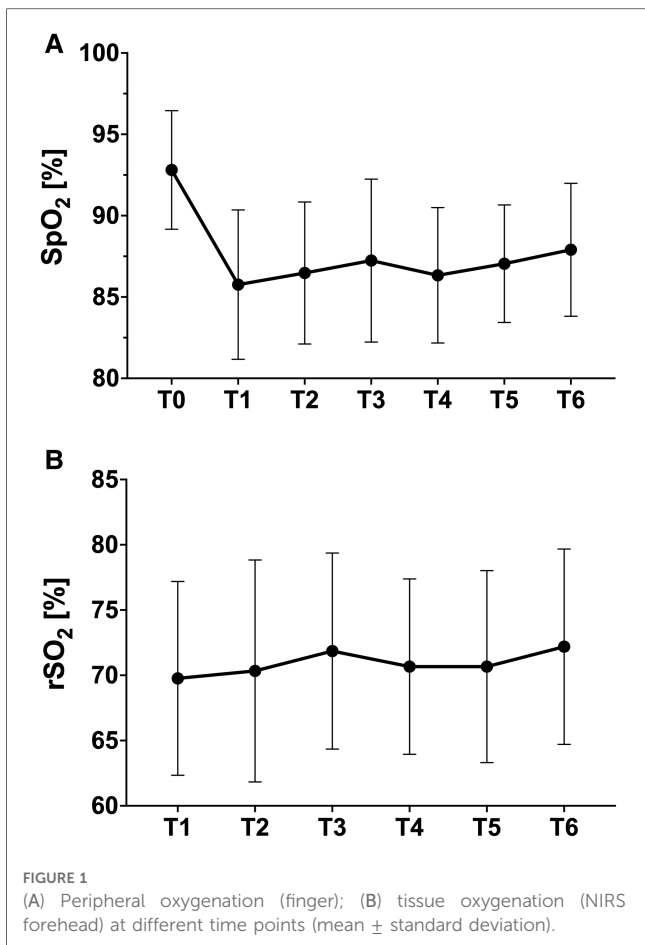 A
SpO2 [%]
100
95
90
85
80
T0 T1 T2 T3 T4 T5 T6
B
rSO2 [%]
85
80
75
70
65
60
T1 T2 T3 T4 T5 T6
FIGURE 1
(A) Peripheral oxygenation (finger); (B) tissue oxygenation (NIRS
forehead) at different time points (mean ± standard deviation).